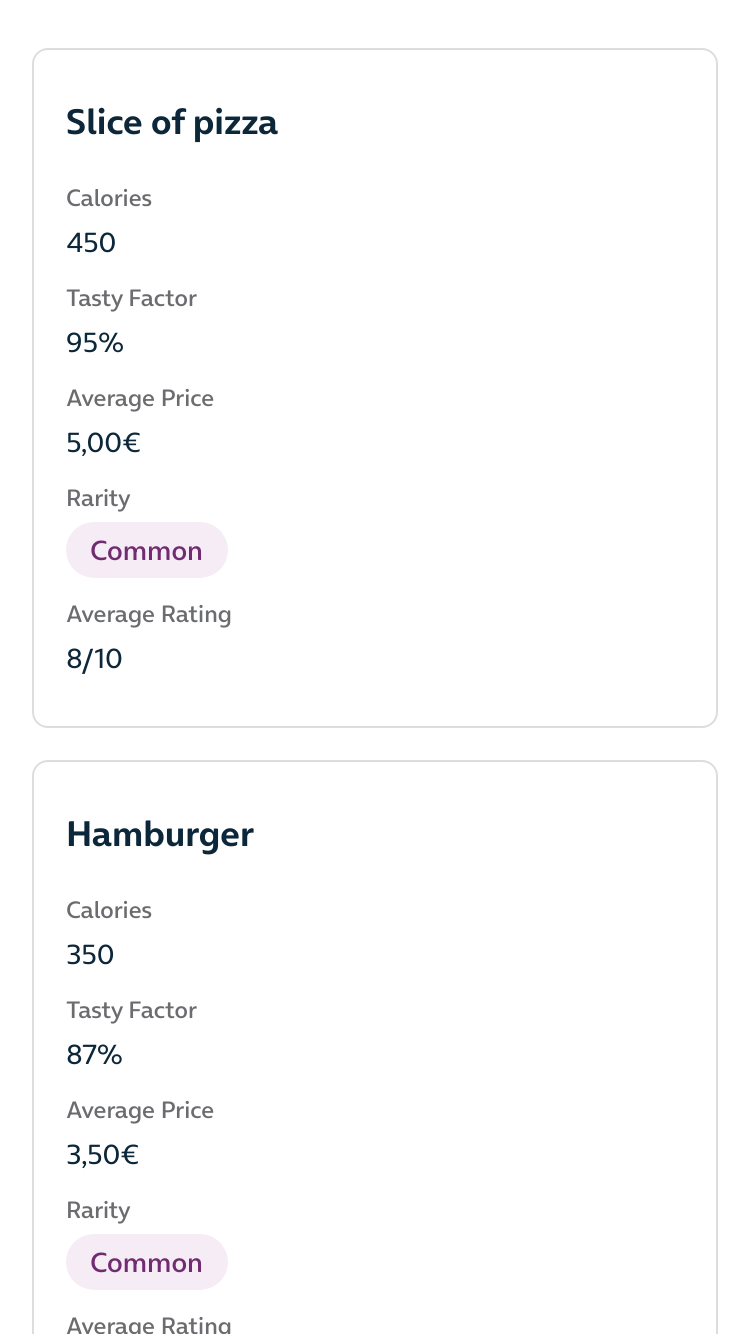 Slice of pizza
Calories
450
Tasty Factor
95%
Average Price
5,00€
Rarity
Common
Average Rating
8/10
Hamburger
Calories
350
Tasty Factor
87%
Average Price
3,50€
Rarity
Common
Average Rating